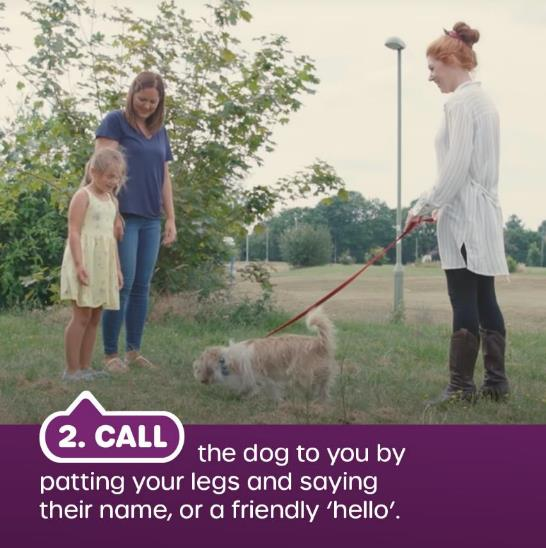 2. CALL the dog to you by
patting your legs and saying
their name, or a friendly ‘hello’.